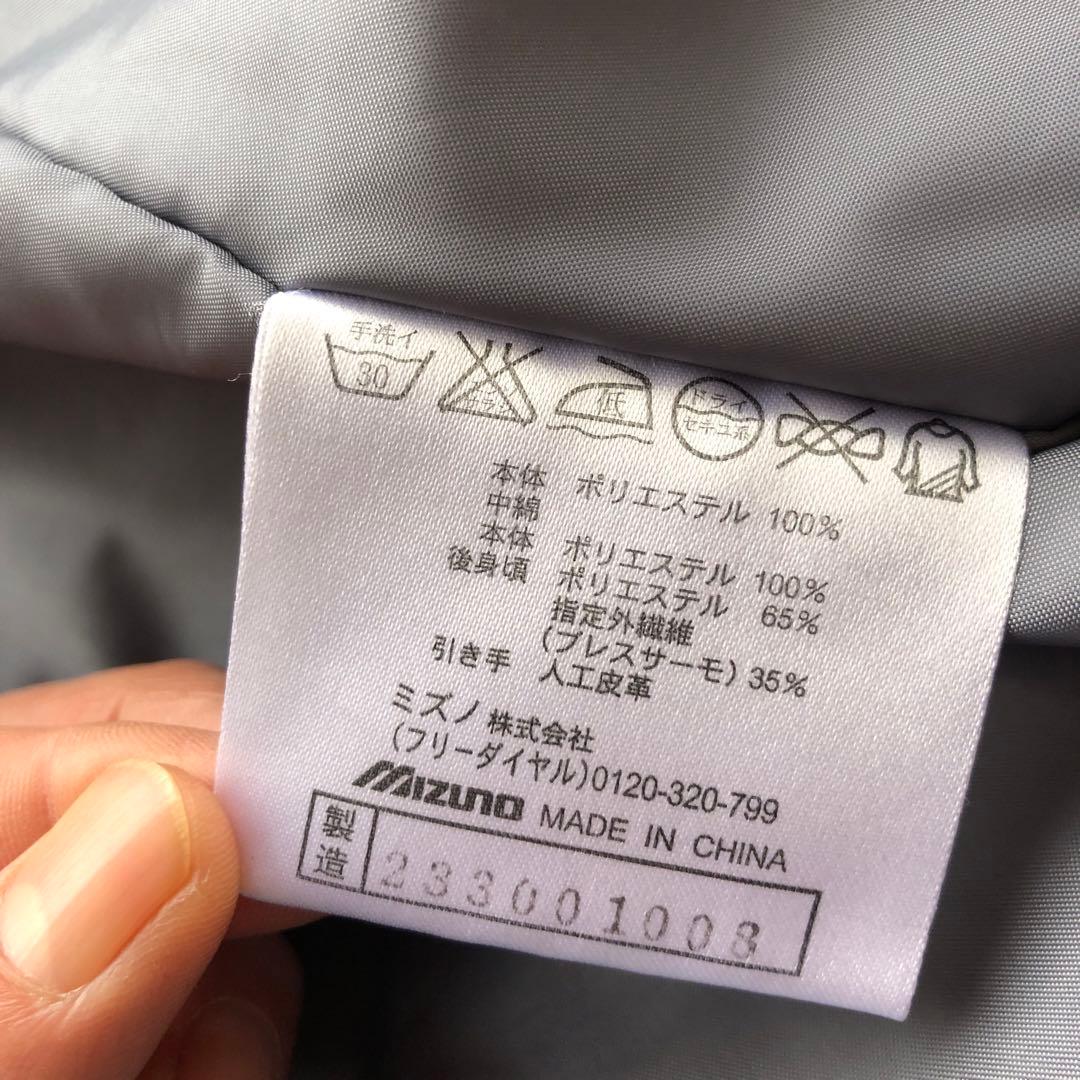 手洗イ
30
エンソサラシ
低
ドライ
セキユ系
本体 ポリエステル 100%
中綿
本体 ポリエステル 100%
後身頃 ポリエステル 65%
指定外繊維
(ブレスサーモ) 35%
引き手 人工皮革
ミズノ株式会社
(フリーダイヤル)0120-320-799
MIZUNO MADE IN CHINA
製造 233001008